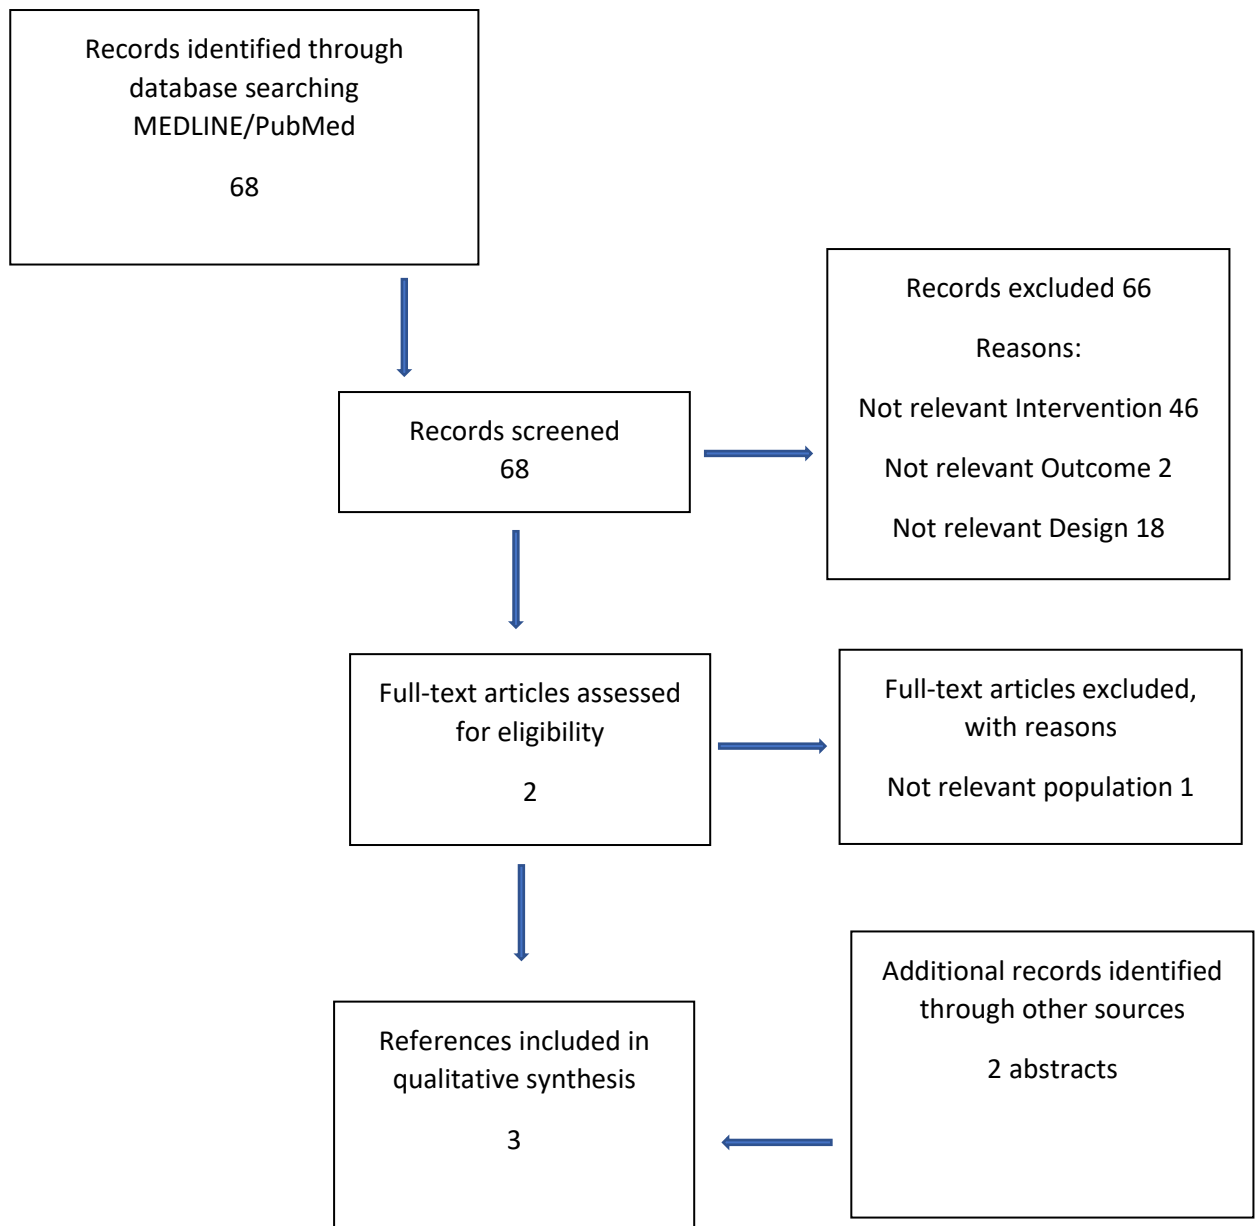 Records identified through
database searching
MEDLINE/PubMed
68
Records excluded 66
Reasons:
Not relevant Intervention 46
Not relevant Outcome 2
Not relevant Design 18
Records screened
68
Full-text articles assessed
for eligibility
2
Full-text articles excluded,
with reasons
Not relevant population 1
Additional records identified
through other sources
2 abstracts
References included in
qualitative synthesis
3